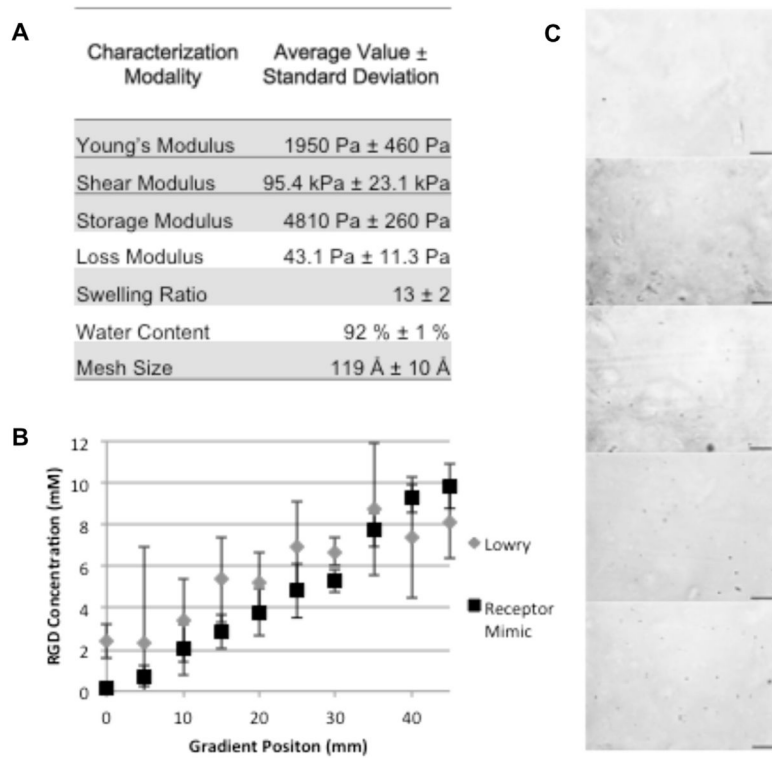 A
Characterization Modality Average Value ± Standard Deviation
Young's Modulus 1950 Pa ± 460 Pa
Shear Modulus 95.4 kPa ± 23.1 kPa
Storage Modulus 4810 Pa ± 260 Pa
Loss Modulus 43.1 Pa ± 11.3 Pa
Swelling Ratio 13 ± 2
Water Content 92 % ± 1 %
Mesh Size 119 Å ± 10 Å
B
RGD Concentration (mM)
12
10
8
6
4
2
0
0 10 20 30 40
Gradient Positon (mm)
Lowry
Receptor
Mimic
C